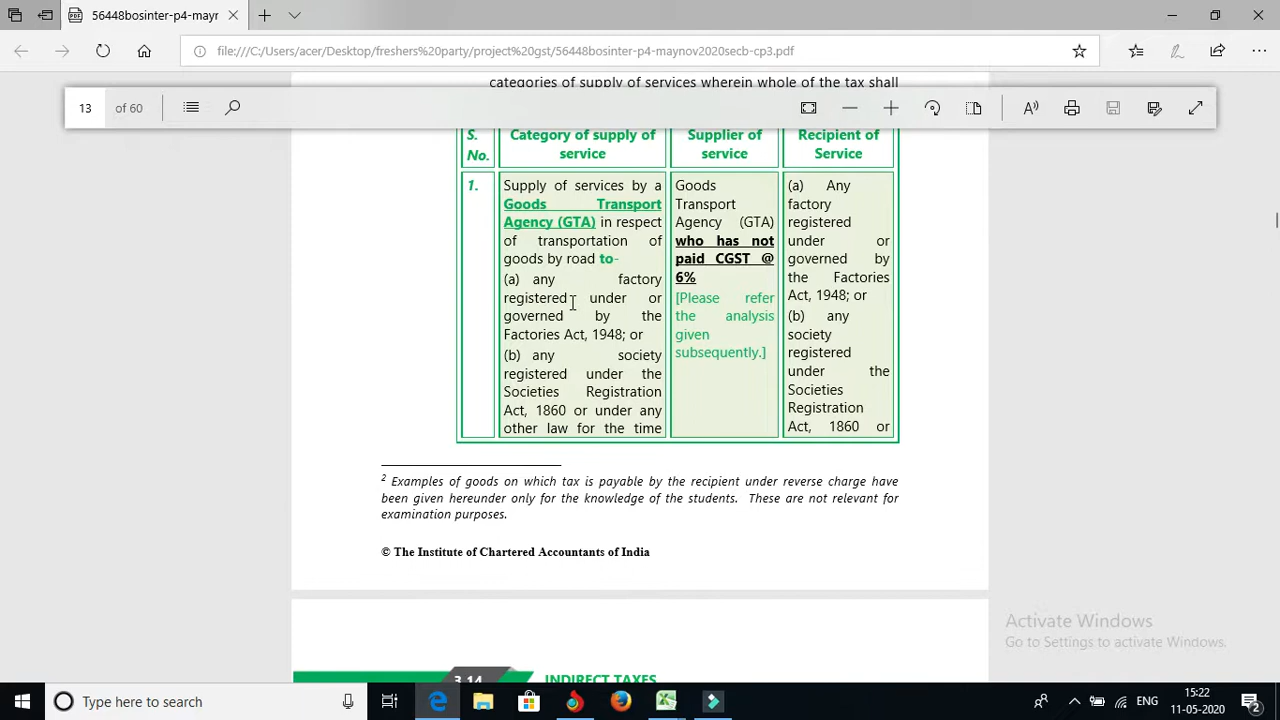 56448bosinter-p4-mayn
file:///C:/Users/acer/Desktop/freshers%20party/project%20gst/56448bosinter-p4-maynov2020secb-cp3.pdf
categories of supply of services wherein whole of the tax shall
13 of 60
S. No.
Category of supply of service
Supplier of service
Recipient of Service
1.
Supply of services by a
Goods Transport
Agency (GTA) in respect
of transportation of
goods by road to-
(a) any factory
registered under or
governed by the
Factories Act, 1948; or
(b) any society
registered under the
Societies Registration
Act, 1860 or under any
other law for the time
Goods
Transport
Agency (GTA)
who has not
paid CGST @
6%
[Please refer
the analysis
given
subsequently.]
(a) Any
factory
registered
under or
governed by
the Factories
Act, 1948; or
(b) any
society
registered
under the
Societies
Registration
Act, 1860 or
2 Examples of goods on which tax is payable by the recipient under reverse charge have
been given hereunder only for the knowledge of the students. These are not relevant for
examination purposes.
© The Institute of Chartered Accountants of India
3.14 INDIRECT TAXES
Activate Windows
Go to Settings to activate Windows.
Type here to search
ENG
15:22
11-05-2020
2